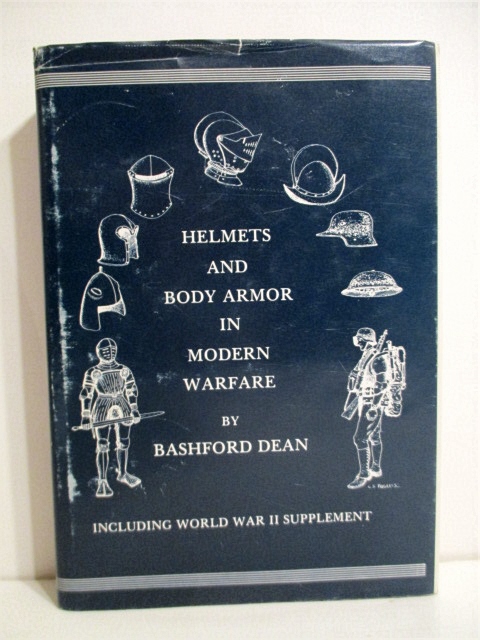 HELMETS
AND
BODY ARMOR
IN
MODERN
WARFARE
BY
BASHFORD DEAN
INCLUDING WORLD WAR II SUPPLEMENT